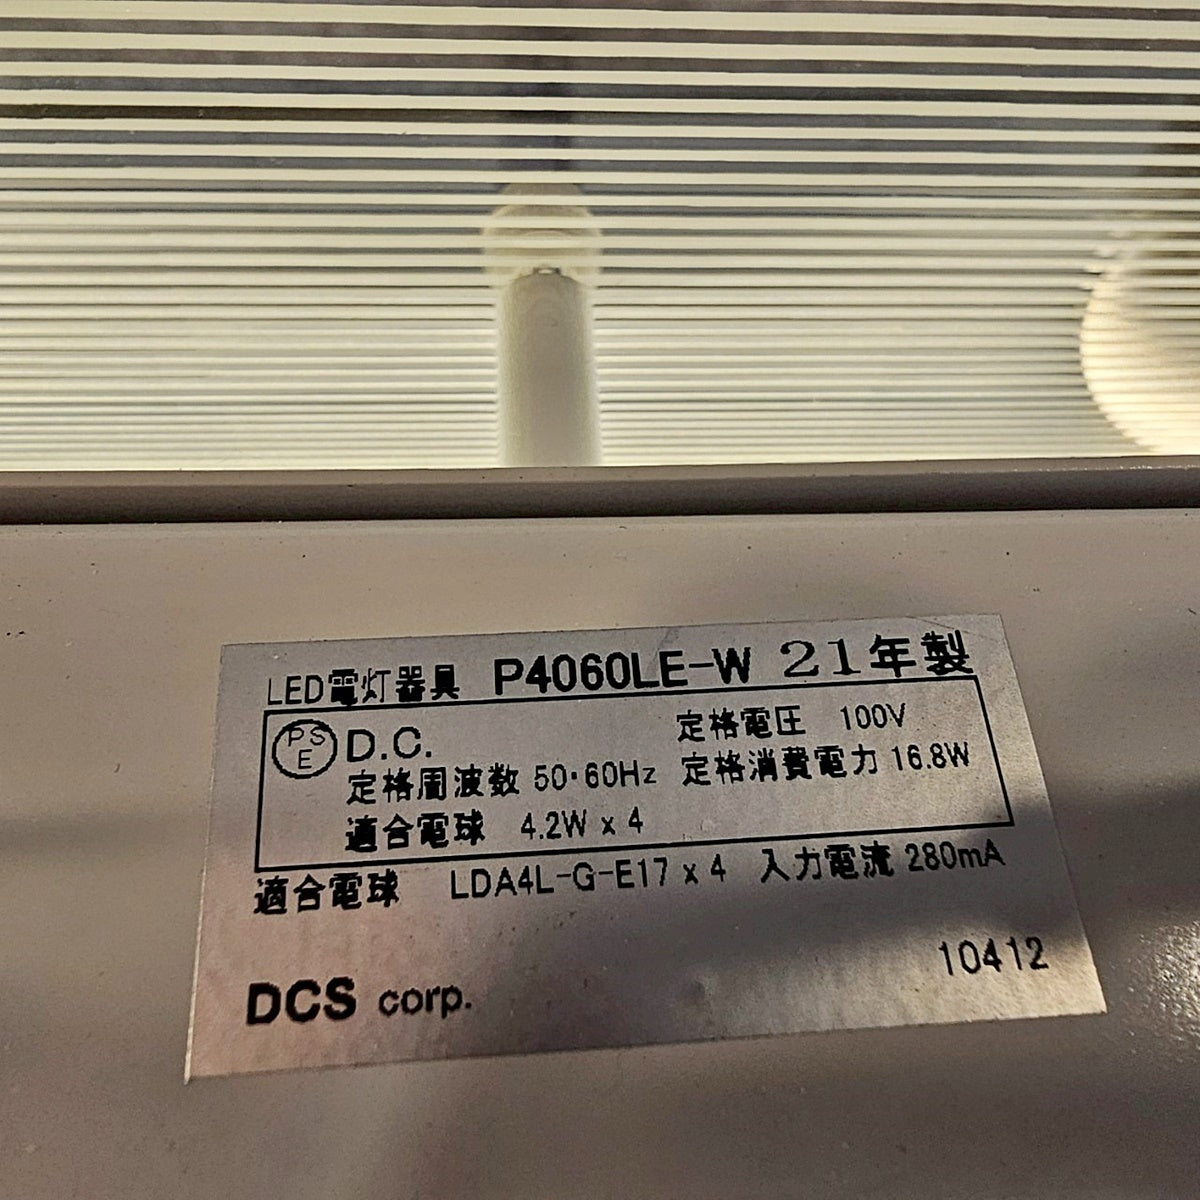 LED電灯器具 P4060LE-W 21年製
PSE D.C. 定格電圧 100V
定格周波数 50・60Hz 定格消費電力 16.8W
適合電球 4.2W x 4
適合電球 LDA4L-G-E17 x 4 入力電流 280mA
10412
DCS corp.